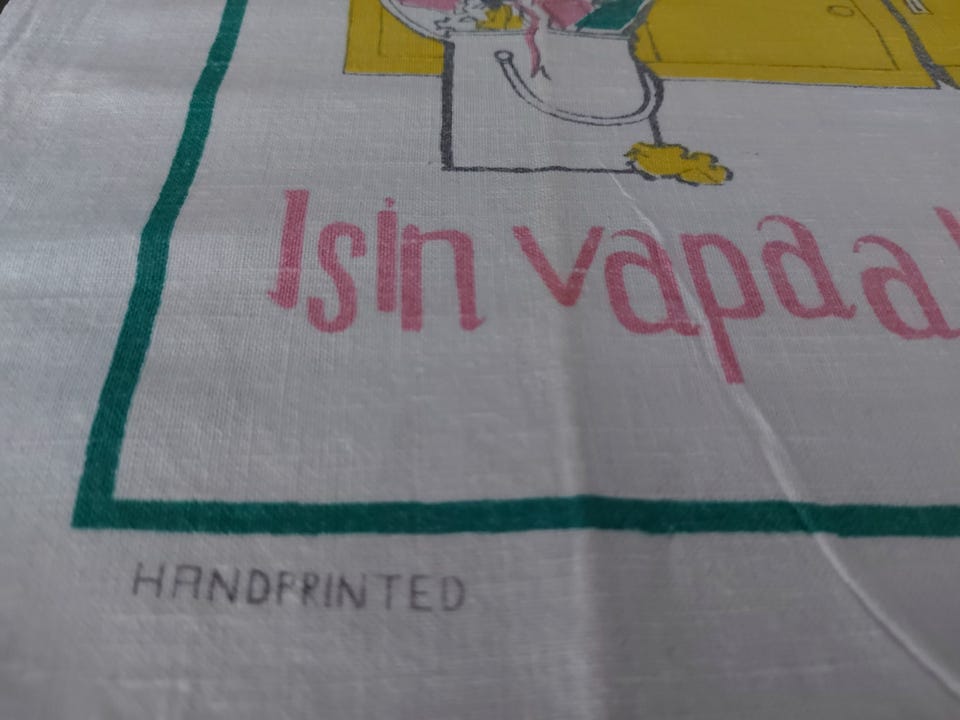 Isin vapaa
HANDPRINTED